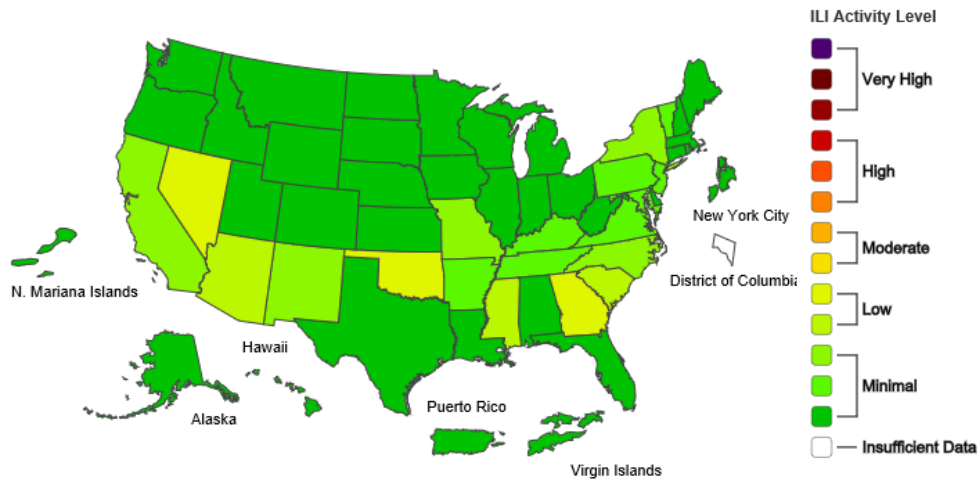 ILI Activity Level
Very High
High
Moderate
Low
Minimal
Insufficient Data
New York City
District of Columbia
N. Mariana Islands
Hawaii
Alaska
Puerto Rico
Virgin Islands